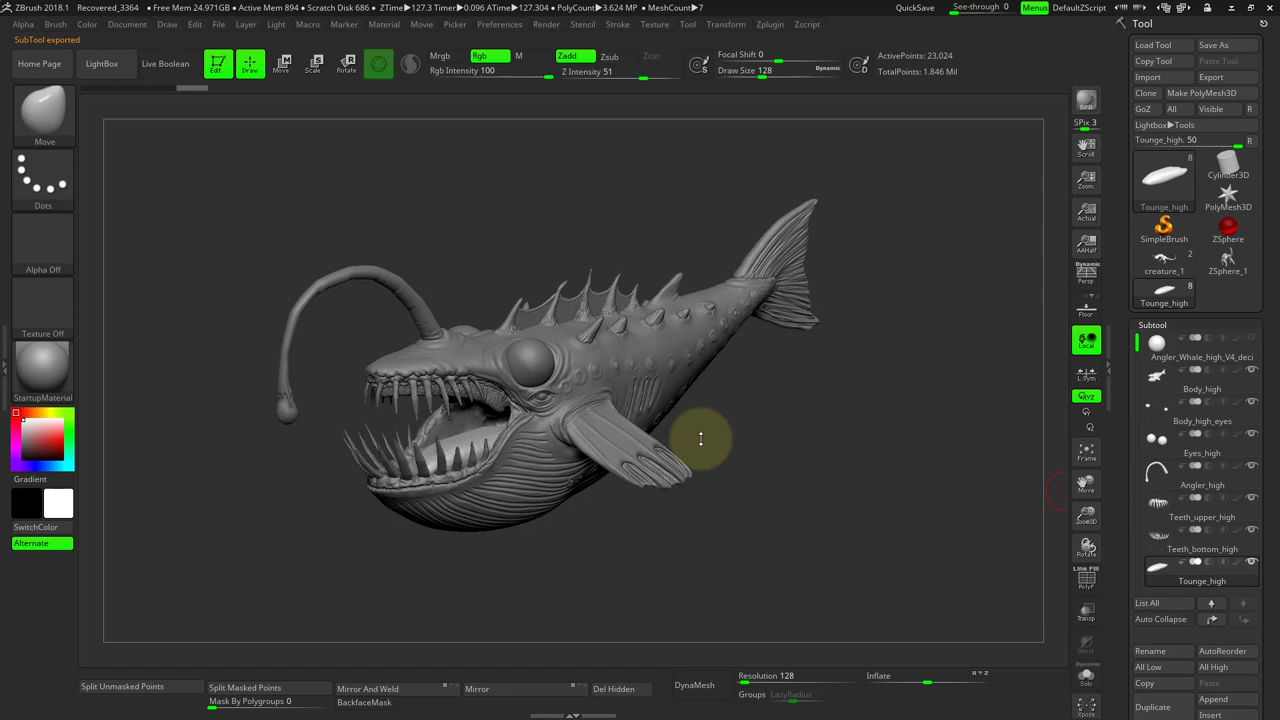 ZBrush 2018.1 Recovered_3364 • Free Mem 24.971GB • Active Mem 894 • Scratch Disk 686 • ZTime▶127.3 Timer▶0.096 ATime▶127.304 • PolyCount▶3.624 MP • MeshCount▶7 QuickSave See-through 0 Menus DefaultZScript
Alpha Brush Color Document Draw Edit File Layer Light Macro Marker Material Movie Picker Preferences Render Stencil Stroke Texture Tool Transform Zplugin Zscript
SubTool exported
Home Page LightBox Live Boolean Edit Draw Move Scale Rotate
Mrgb Rgb M Zadd Zsub Zcut
Rgb Intensity 100 Z Intensity 51
S
Focal Shift 0
Draw Size 128 Dynamic
D
ActivePoints: 23,024
TotalPoints: 1.846 Mil
Move
Dots
Alpha Off
Texture Off
StartupMaterial
Gradient
SwitchColor
Alternate
BPR
SPix 3
Scroll
Zoom
Actual
AAHalf
Dynamic
Persp
Floor
Local
L.Sym
XYZ
Frame
Move
Zoom3D
Rotate
Line Fill
PolyF
Transp
Dynamic
Solo
Xpose
Tool
Load Tool Save As
Copy Tool Paste Tool
Import Export
Clone Make PolyMesh3D
GoZ All Visible R
Lightbox▶Tools
Tounge_high. 50 R
8
Tounge_high
Cylinder3D
PolyMesh3D
SimpleBrush ZSphere
2
creature_1 ZSphere_1
8
Tounge_high
Subtool
Angler_Whale_high_V4_deci
Body_high
Body_high_eyes
Eyes_high
Angler_high
Teeth_upper_high
Teeth_bottom_high
Tounge_high
List All
Auto Collapse
Rename AutoReorder
All Low All High
Copy Paste
Duplicate Append
Insert
Split Unmasked Points
Split Masked Points
Mask By Polygroups 0
Mirror And Weld
BackfaceMask
Mirror
Del Hidden
DynaMesh
Resolution 128
Groups LazyRadius
Inflate
X Y Z